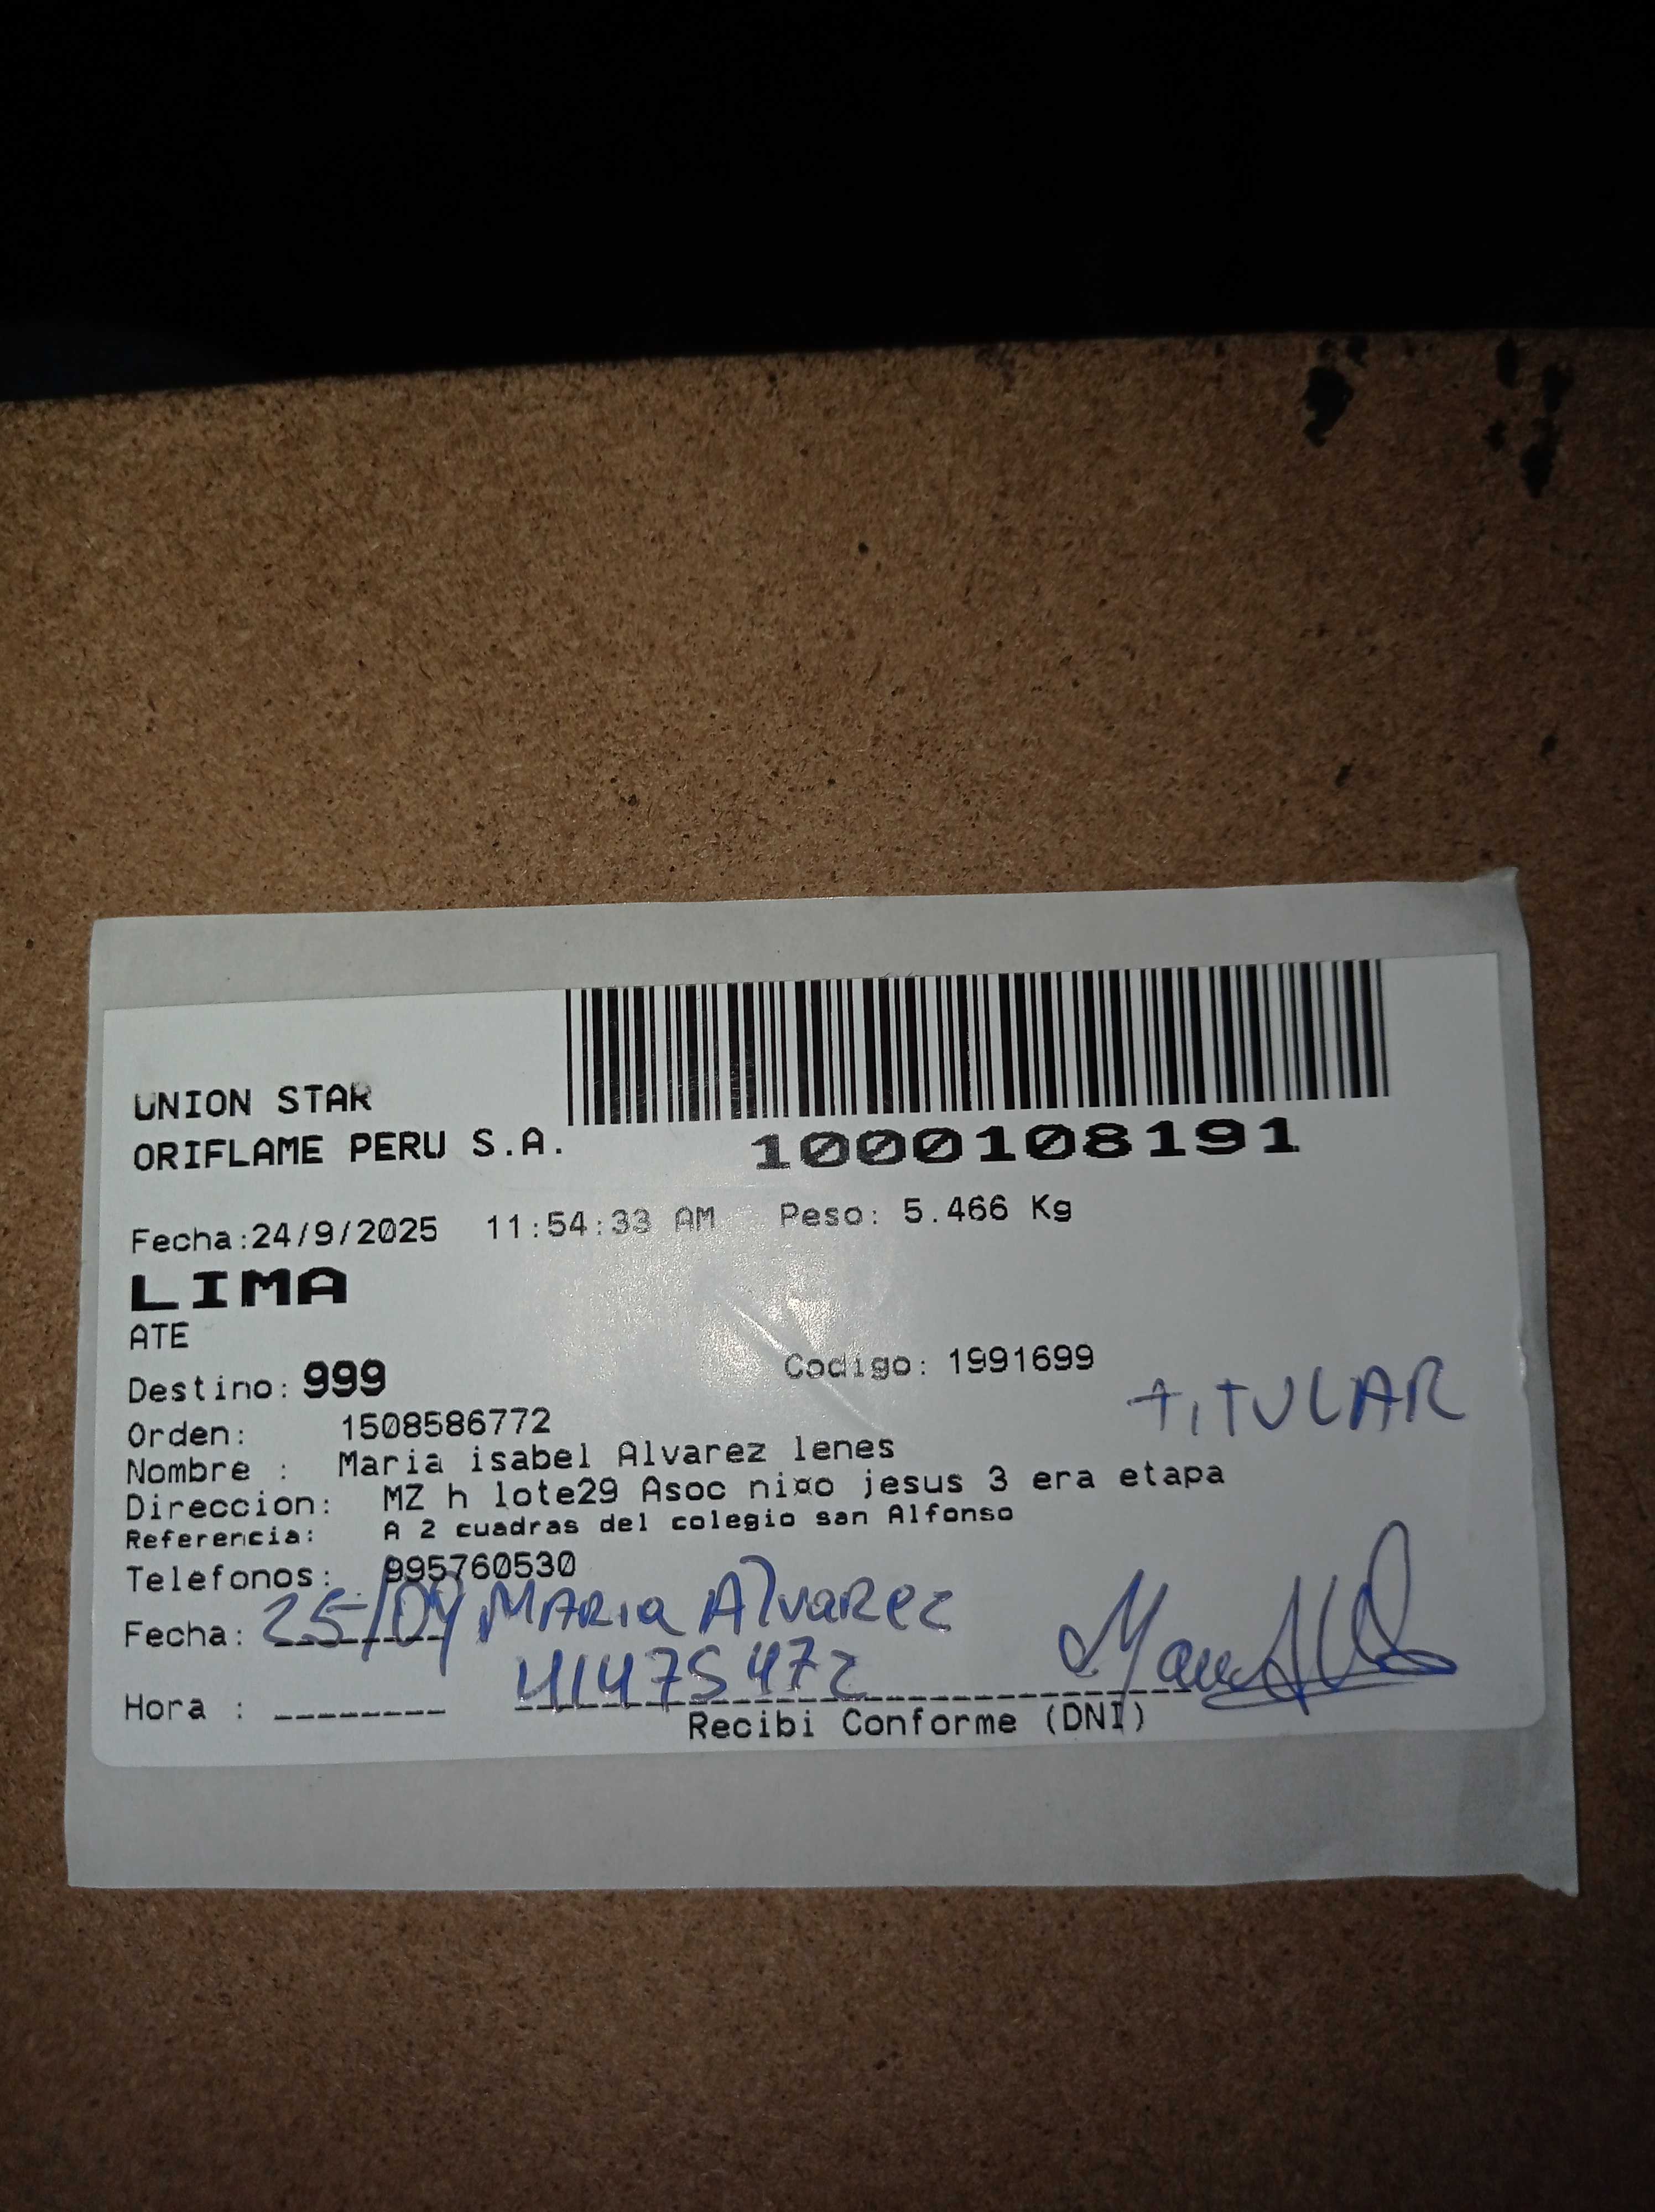 UNION STAR
ORIFLAME PERU S.A.
1000108191
Fecha:24/9/2025 11:54:33 AM Peso: 5.466 Kg
LIMA
ATE
Destino: 999 Codigo: 1991699
TITULAR
Orden: 1508586772
Nombre : Maria isabel Alvarez lenes
Direccion: MZ h lote29 Asoc ni¤o jesus 3 era etapa
Referencia: A 2 cuadras del colegio san Alfonso
Telefonos: 995760530
Fecha: 25/09 MARIA Alvarez
41475472
Hora :
Recibi Conforme (DNI)